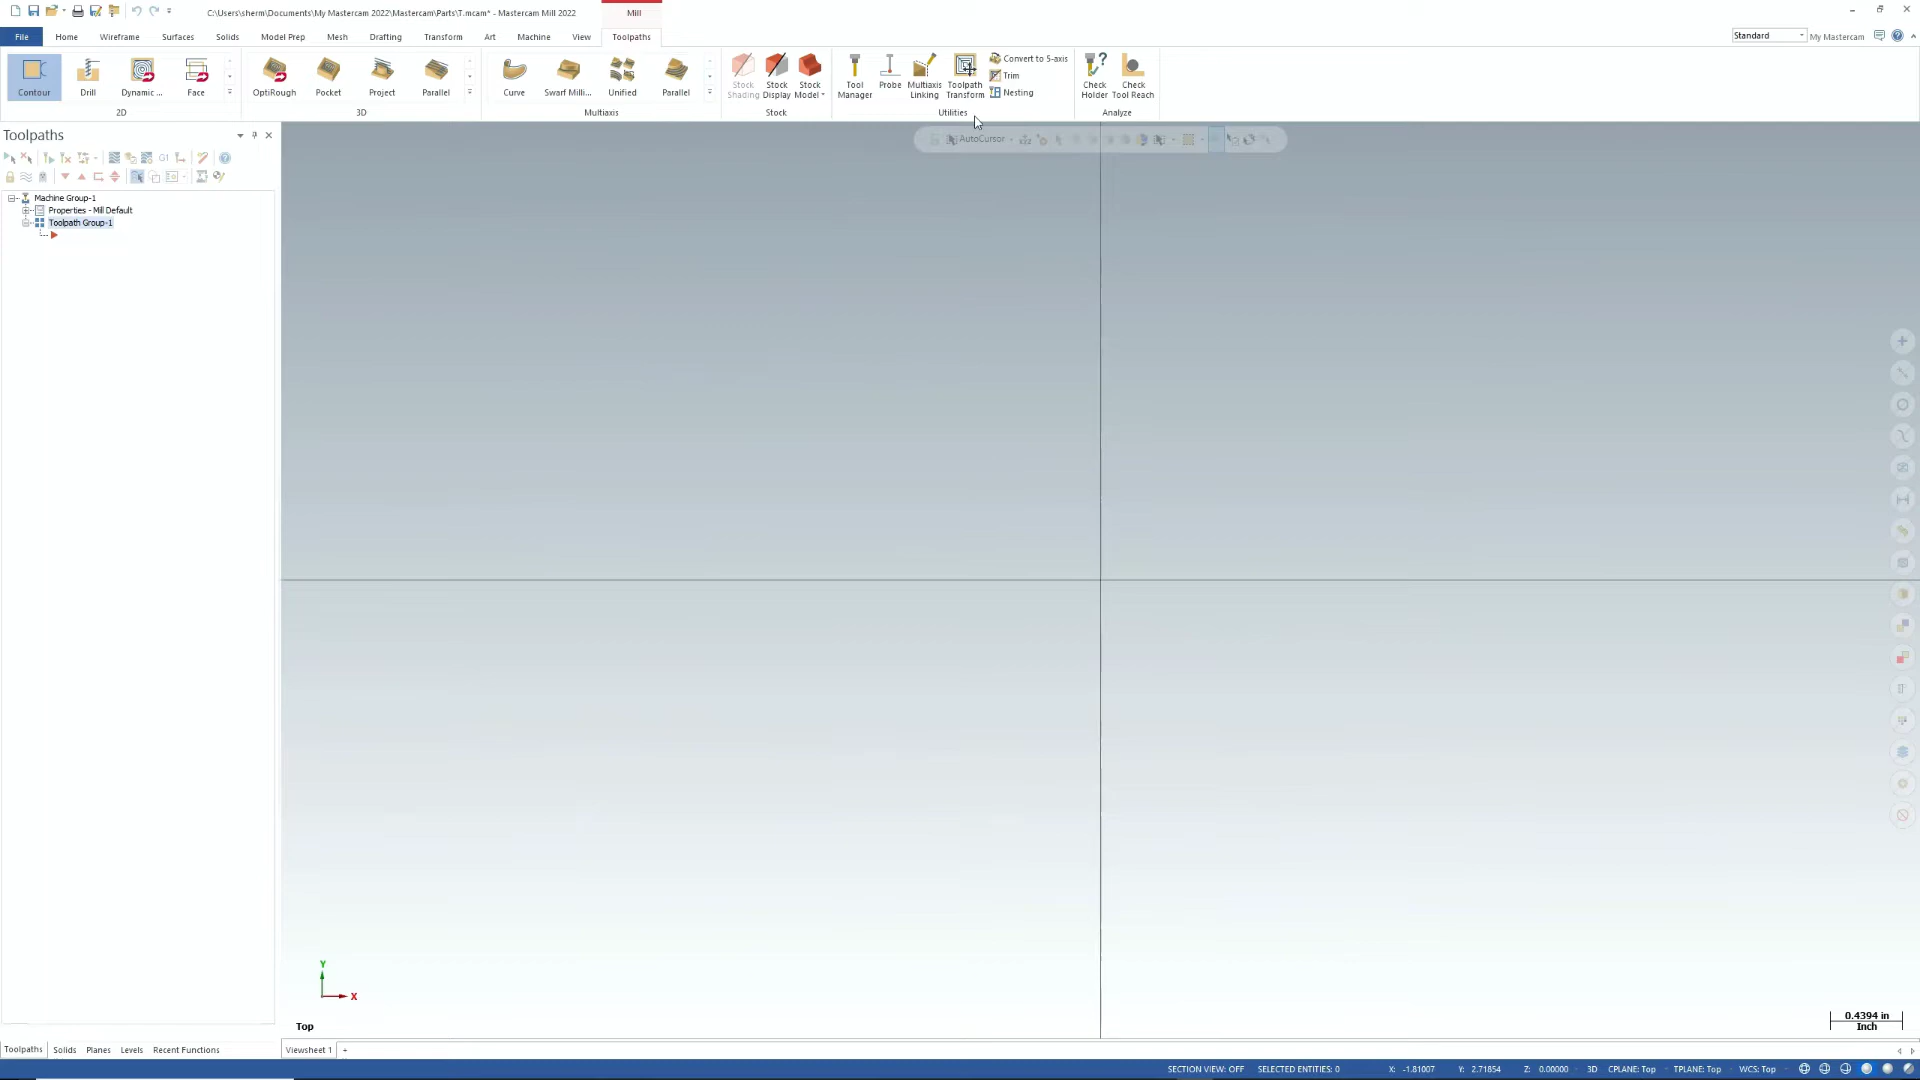 C:\Users\sherm\Documents\My Mastercam 2022\Mastercam\Parts\T.mcam* - Mastercam Mill 2022
Mill
File
Home
Wireframe
Surfaces
Solids
Model Prep
Mesh
Drafting
Transform
Art
Machine
View
Toolpaths
Standard
My Mastercam
Contour
Drill
Dynamic ...
Face
OptiRough
Pocket
Project
Parallel
Curve
Swarf Milli...
Unified
Parallel
Stock Shading
Stock Display
Stock Model
Tool Manager
Probe
Multiaxis Linking
Toolpath Transform
Convert to 5-axis
Trim
Nesting
Check Holder
Check Tool Reach
2D
3D
Multiaxis
Stock
Utilities
Analyze
Toolpaths
AutoCursor
G1
Machine Group-1
Properties - Mill Default
Toolpath Group-1
Y
X
Top
0.4394 in
Inch
Toolpaths
Solids
Planes
Levels
Recent Functions
Viewsheet 1
+
SECTION VIEW: OFF
SELECTED ENTITIES: 0
X: -1.81007
Y: 2.71854
Z: 0.00000
3D
CPLANE: Top
TPLANE: Top
WCS: Top